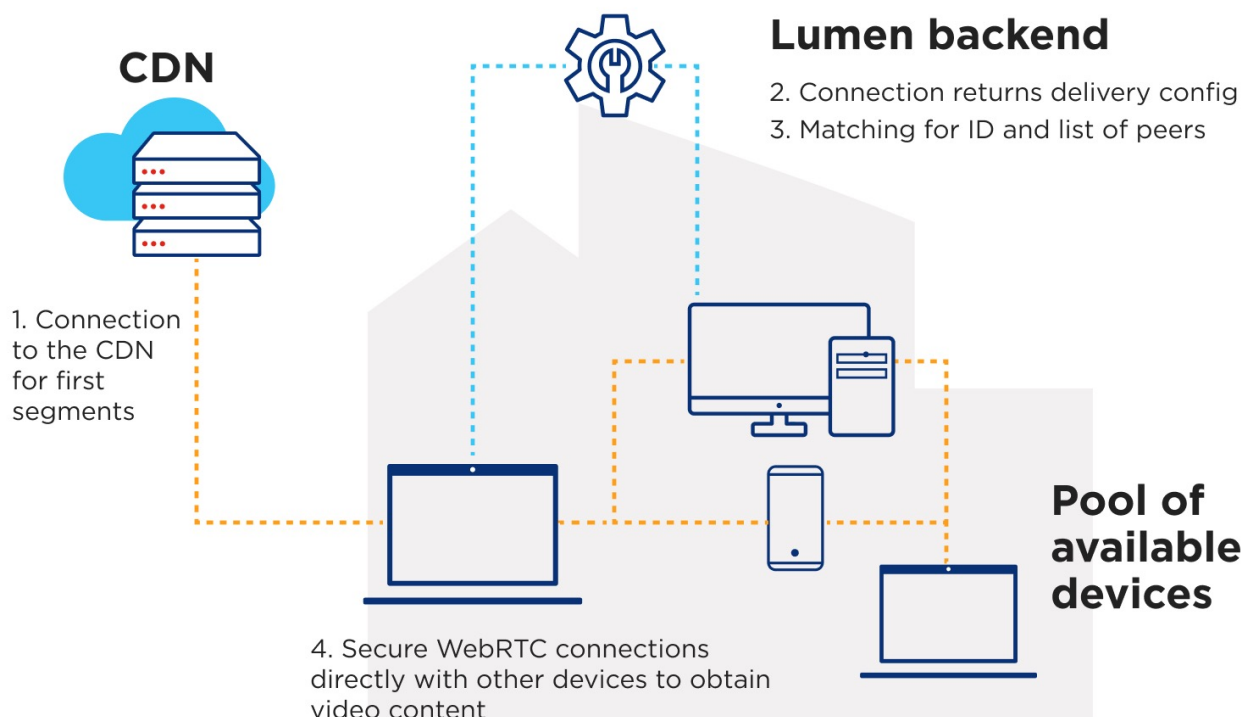 CDN
Lumen backend
2. Connection returns delivery config
3. Matching for ID and list of peers
1. Connection
to the CDN
for first
segments
Pool of
available
devices
4. Secure WebRTC connections
directly with other devices to obtain
video content